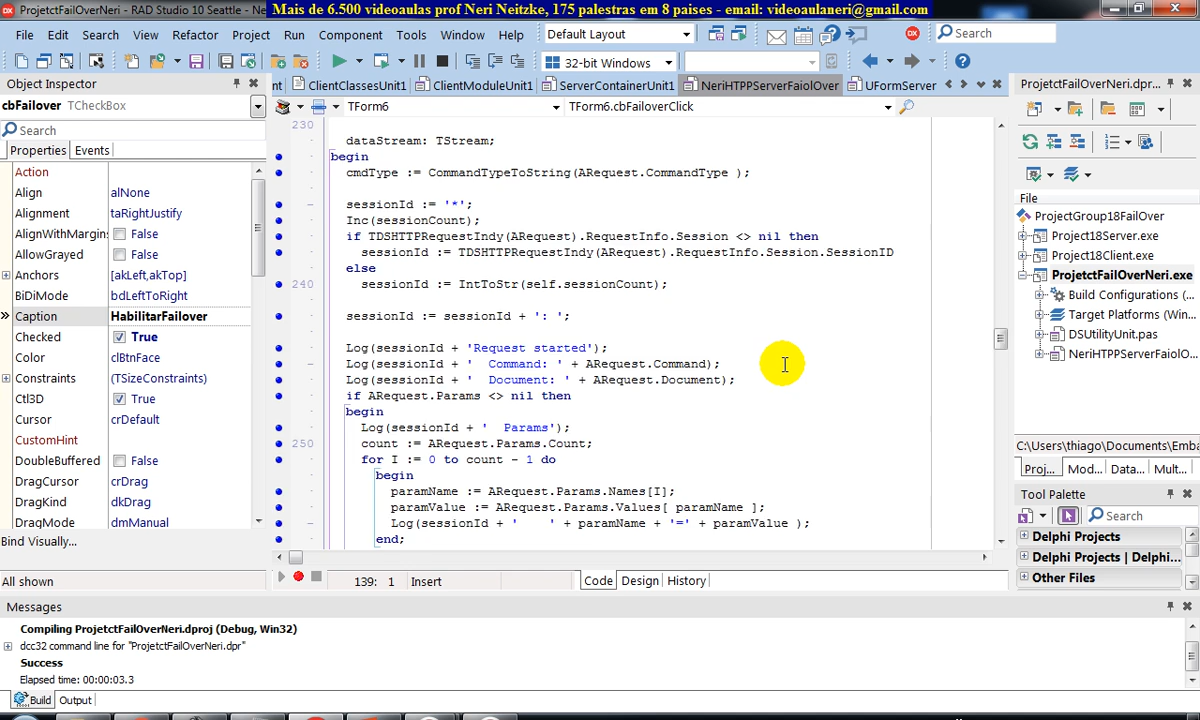 ProjetctFailOver - RAD Studio 10 Seattle - Ne
Mais de 6.500 videoaulas prof Neri Neitzke, 175 palestras em 8 paises - email: videoaulaneri@gmail.com
File Edit Search View Refactor Project Run Component Tools Window Help
Default Layout
Search
32-bit Windows
Object Inspector
cbFailover TCheckBox
Search
Properties Events
Action
Align alNone
Alignment taRightJustify
AlignWithMargins False
AllowGrayed False
Anchors [akLeft,akTop]
BiDiMode bdLeftToRight
Caption HabilitarFailover
Checked True
Color clBtnFace
Constraints (TSizeConstraints)
Ctl3D True
Cursor crDefault
CustomHint
DoubleBuffered False
DragCursor crDrag
DragKind dkDrag
DragMode dmManual
Bind Visually...
All shown
nt ClientClassesUnit1 ClientModuleUnit1 ServerContainerUnit1 NeriHTPPServerFaiolOver UFormServer
TForm6 TForm6.cbFailoverClick
230
dataStream: TStream;
begin
cmdType := CommandTypeToString(ARequest.CommandType );
sessionId := '*';
Inc(sessionCount);
if TDSHTTPRequestIndy(ARequest).RequestInfo.Session <> nil then
sessionId := TDSHTTPRequestIndy(ARequest).RequestInfo.Session.SessionID
else
240 sessionId := IntToStr(self.sessionCount);
sessionId := sessionId + ': ';
Log(sessionId + 'Request started');
Log(sessionId + '  Command: ' + ARequest.Command);
Log(sessionId + '  Document: ' + ARequest.Document);
if ARequest.Params <> nil then
begin
Log(sessionId + '  Params');
250 count := ARequest.Params.Count;
for I := 0 to count - 1 do
begin
paramName := ARequest.Params.Names[I];
paramValue := ARequest.Params.Values[ paramName ];
Log(sessionId + '    ' + paramName + '=' + paramValue );
end;
139: 1 Insert
Code Design History
ProjetctFailOverNeri.dpr...
File
ProjectGroup18FailOver
Project18Server.exe
Project18Client.exe
ProjetctFailOverNeri.exe
Build Configurations (...
Target Platforms (Win...
DSUtilityUnit.pas
NeriHTPPServerFaiolO...
C:\Users\thiago\Documents\Emba
Proj... Mod... Data... Mult...
Tool Palette
Search
Delphi Projects
Delphi Projects | Delphi...
Other Files
Messages
Compiling ProjetctFailOverNeri.dproj (Debug, Win32)
dcc32 command line for "ProjetctFailOverNeri.dpr"
Success
Elapsed time: 00:00:03.3
Build Output